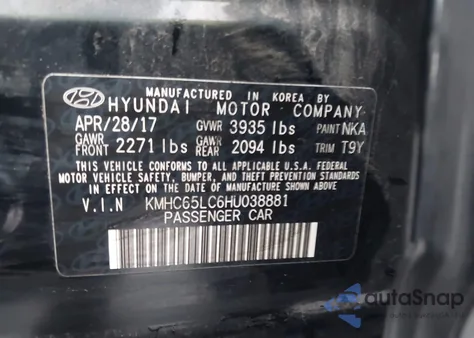 MANUFACTURED IN KOREA BY
HYUNDAI MOTOR COMPANY
APR/28/17 GVWR 3935 lbs PAINT NKA
GAWR FRONT 2271 lbs GAWR REAR 2094 lbs TRIM T9Y
THIS VEHICLE CONFORMS TO ALL APPLICABLE U.S.A. FEDERAL
MOTOR VEHICLE SAFETY, BUMPER, AND THEFT PREVENTION STANDARDS
IN EFFECT ON THE DATE OF MANUFACTURE SHOWN ABOVE.
V.I.N KMHC65LC6HU038881
PASSENGER CAR
autoSnap